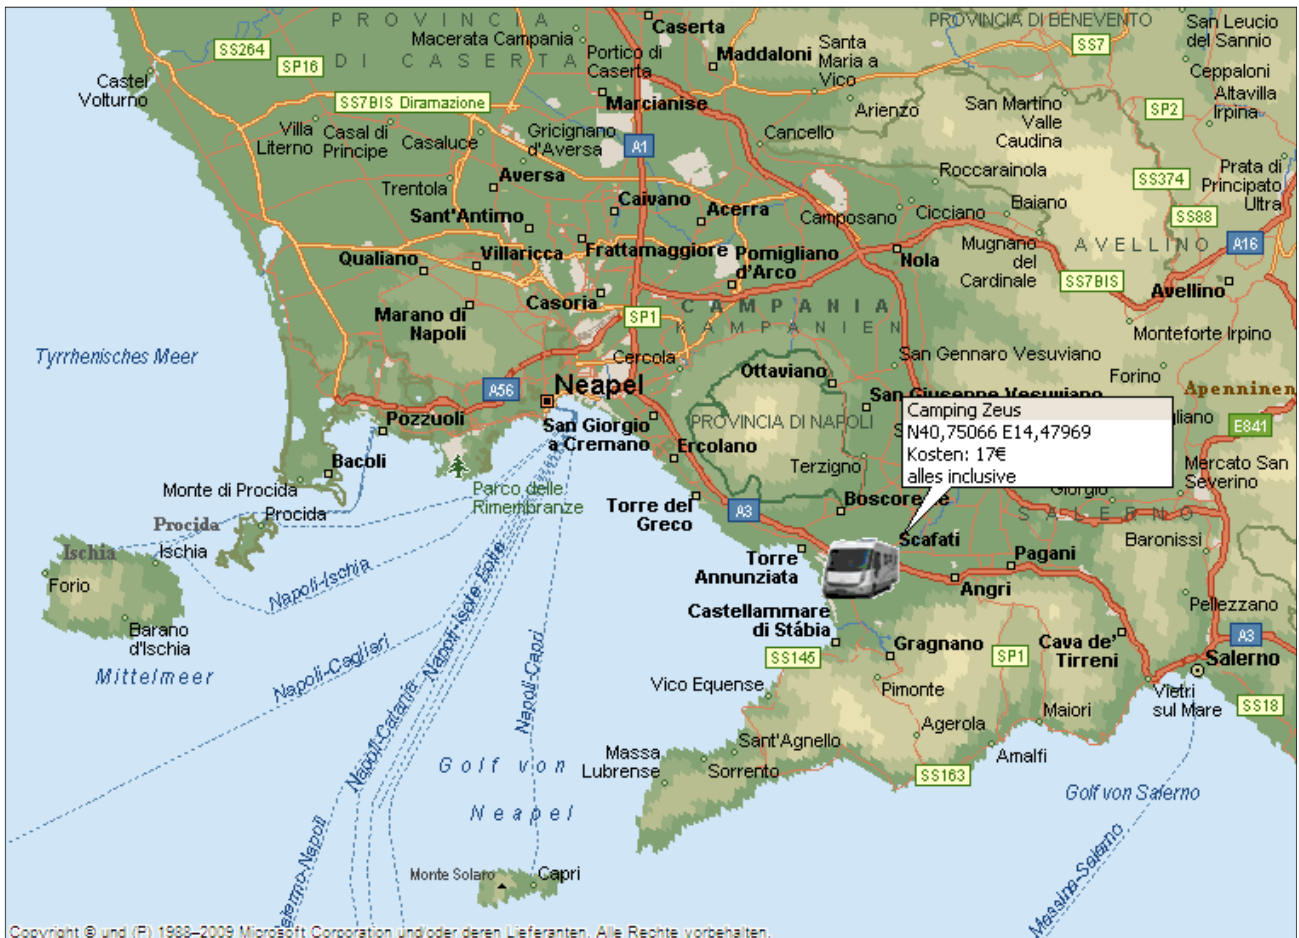 PROVINCIA
DI CASERTA
Caserta
PROVINCIA DI BENEVENTO
San Leucio
del Sannio
Macerata Campania
Portico di
Caserta
Maddaloni
Santa
Maria a
Vico
SS7
SS264
SP16
Ceppaloni
Castel
Volturno
SS7BIS Diramazione
Marcianise
Arienzo
San Martino
Valle
Caudina
SP2
Altavilla
Irpina
Villa
Literno
Casal di
Principe
Casaluce
Gricignano
d'Aversa
A1
Cancello
Trentola
Aversa
Roccarainola
SS374
Prata di
Principato
Ultra
Sant'Antimo
Caivano
Acerra
Camposano
Cicciano
Baiano
SS88
Qualiano
Villaricca
Frattamaggiore
Pomigliano
d'Arco
Nola
Mugnano
del
Cardinale
AVELLINO
A16
SS7BIS
Avellino
Marano di
Napoli
Casoria
SP1
CAMPANIA
KAMPANIEN
Monteforte Irpino
Tyrrhenisches Meer
Cercola
San Gennaro Vesuviano
Ottaviano
Forino
A56
Neapel
Apenninen
San Giuseppe Vesuviano
Camping Zeus
N40,75066 E14,47969
Kosten: 17€
alles inclusive
Pozzuoli
San Giorgio
a Cremano
PROVINCIA DI NAPOLI
E841
Ercolano
Bacoli
Terzigno
Mercato San
Severino
Monte di Procida
Parco delle
Rimembranze
Torre del
Greco
A3
SALERNO
Procida
Procida
Ischia
Ischia
Scafati
Baronissi
Torre
Annunziata
Pagani
Forio
Napoli-Ischia
Angri
Barano
d'Ischia
Castellammare
di Stábia
Pellezzano
Mittelmeer
Napoli-Cagliari
Napoli-Catania
Napoli-Isole Eolie
Napoli-Capri
SS145
Gragnano
SP1
Cava de'
Tirreni
A3
Salerno
Vico Equense
Pimonte
Vietri
sul Mare
SS18
Agerola
Maiori
Massa
Lubrense
Sant'Agnello
Sorrento
Amalfi
SS163
Golf von
Neapel
Golf von Salerno
Monte Solaro
Capri
Messina-Salerno
Copyright © und (P) 1988–2009 Microsoft Corporation und/oder deren Lieferanten. Alle Rechte vorbehalten.